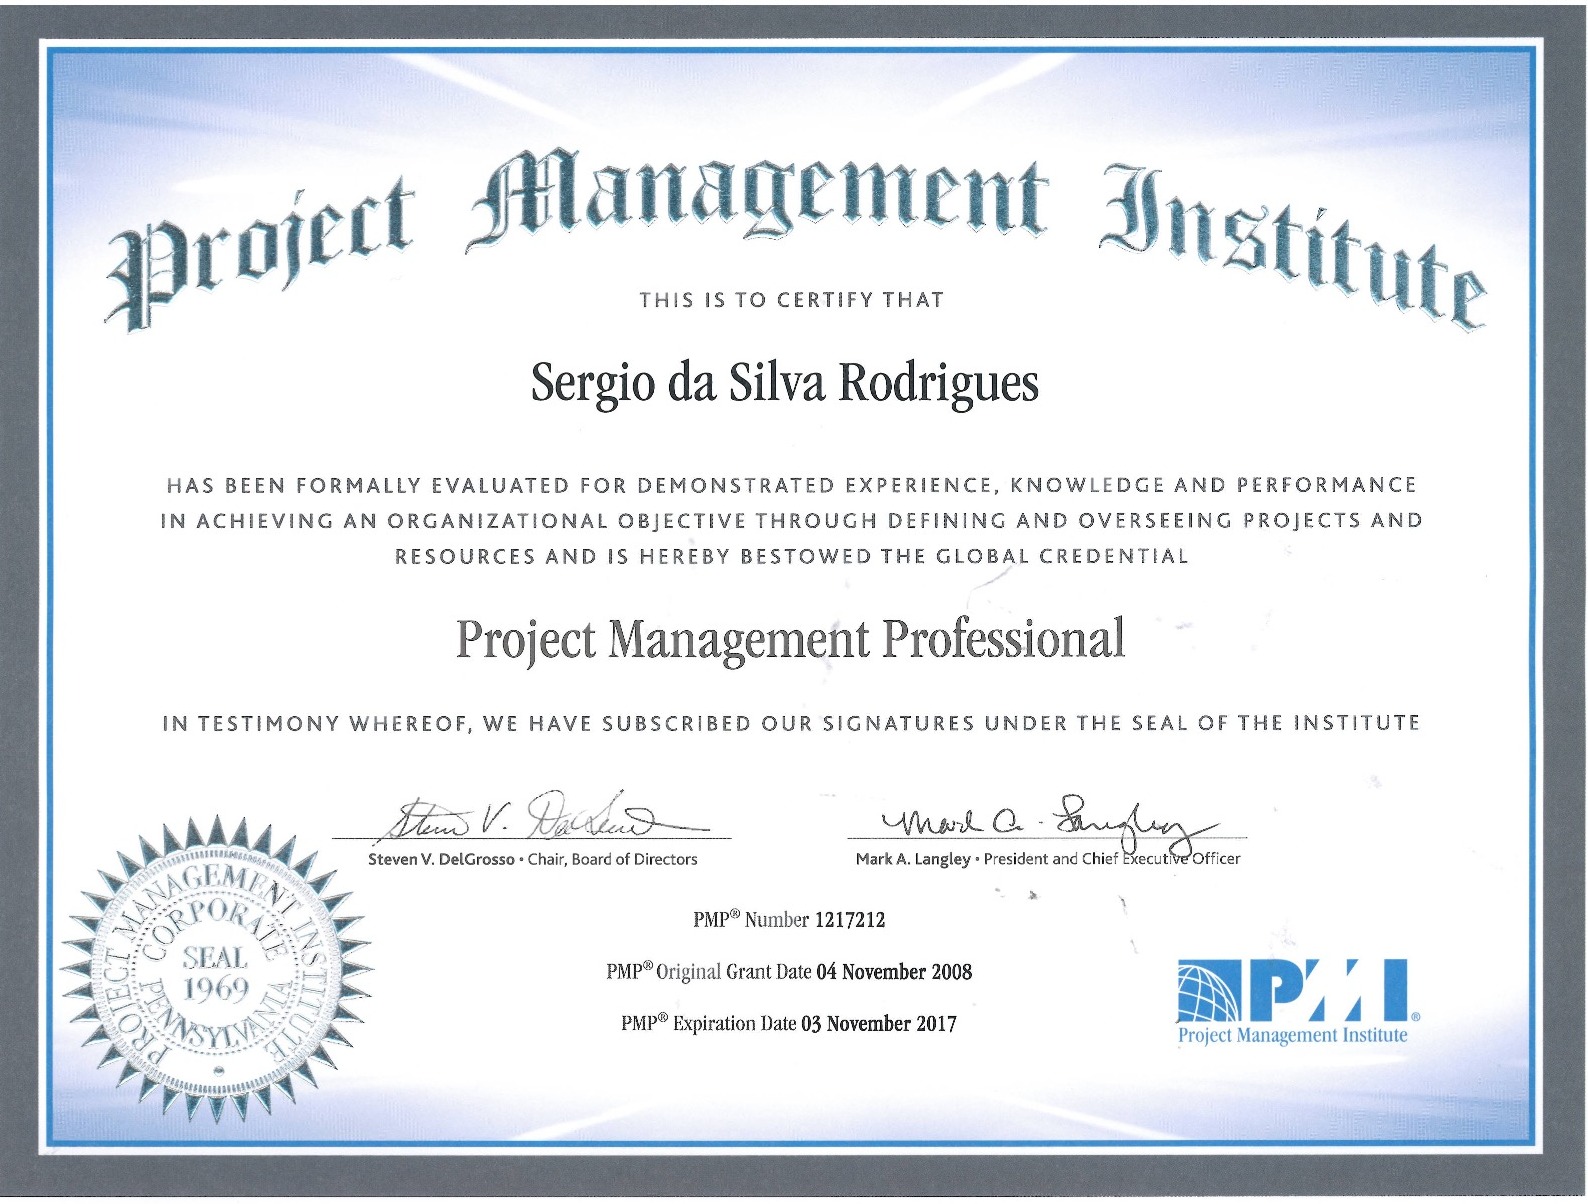 Project Management Institute
THIS IS TO CERTIFY THAT
Sergio da Silva Rodrigues
HAS BEEN FORMALLY EVALUATED FOR DEMONSTRATED EXPERIENCE, KNOWLEDGE AND PERFORMANCE
IN ACHIEVING AN ORGANIZATIONAL OBJECTIVE THROUGH DEFINING AND OVERSEEING PROJECTS AND
RESOURCES AND IS HEREBY BESTOWED THE GLOBAL CREDENTIAL
Project Management Professional
IN TESTIMONY WHEREOF, WE HAVE SUBSCRIBED OUR SIGNATURES UNDER THE SEAL OF THE INSTITUTE
Mark A. Langley
Steven V. DelGrosso • Chair, Board of Directors
Mark A. Langley • President and Chief Executive Officer
PROJECT MANAGEMENT INSTITUTE
CORPORATE
SEAL
1969
PENNSYLVANIA
PMP® Number 1217212
PMP® Original Grant Date 04 November 2008
PMP® Expiration Date 03 November 2017
PMI®
Project Management Institute